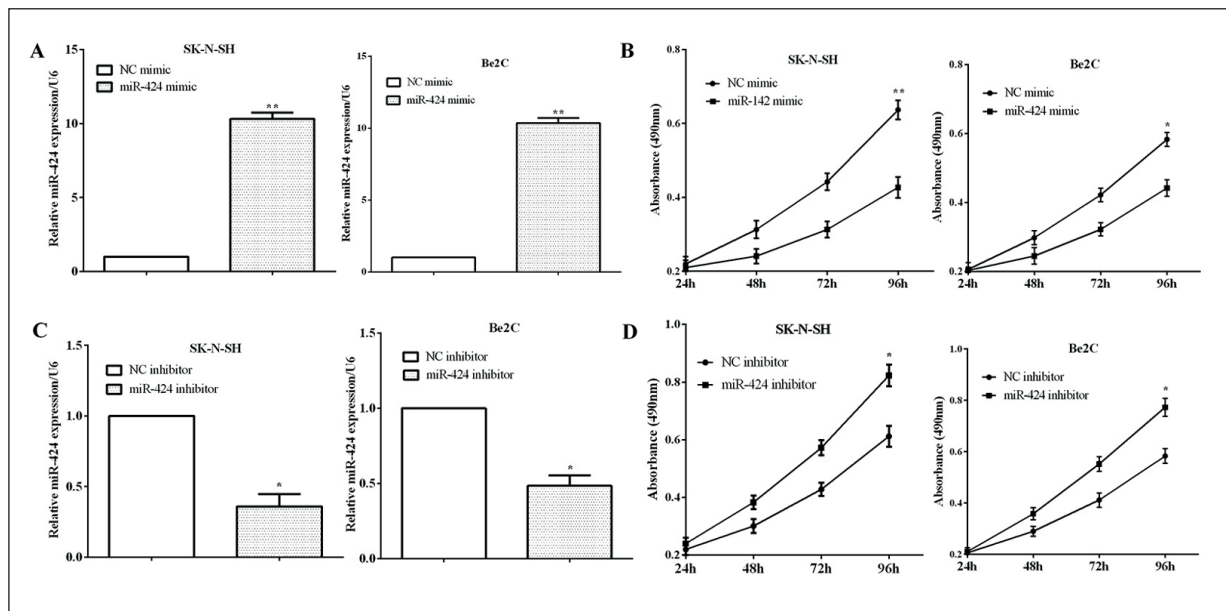 A
SK-N-SH
Relative miR-424 expression/U6
15
10
5
0
NC mimic
miR-424 mimic
**
Be2C
Relative miR-424 expression/U6
15
10
5
0
NC mimic
miR-424 mimic
**
B
SK-N-SH
Absorbance (490nm)
0.8
0.6
0.4
0.2
NC mimic
miR-142 mimic
**
24h 48h 72h 96h
Be2C
Absorbance (490nm)
0.8
0.6
0.4
0.2
NC mimic
miR-424 mimic
*
24h 48h 72h 96h
C
SK-N-SH
Relative miR-424 expression/U6
1.5
1.0
0.5
0.0
NC inhibitor
miR-424 inhibitor
*
Be2C
Relative miR-424 expression/U6
1.5
1.0
0.5
0.0
NC inhibitor
miR-424 inhibitor
*
D
SK-N-SH
Absorbance (490nm)
1.0
0.8
0.6
0.4
0.2
NC inhibitor
miR-424 inhibitor
*
24h 48h 72h 96h
Be2C
Absorbance (490nm)
1.0
0.8
0.6
0.4
0.2
NC inhibitor
miR-424 inhibitor
*
24h 48h 72h 96h